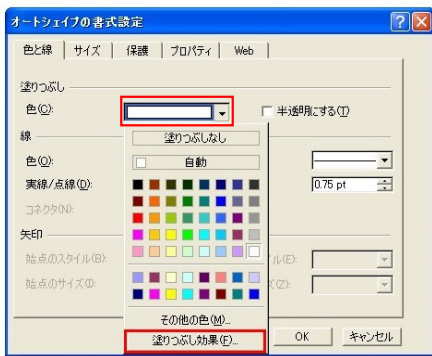 オートシェイプの書式設定
色と線 サイズ 保護 プロパティ Web
塗りつぶし
色(C): 半透明にする(T)
塗りつぶしなし
線
自動
色(O):
実線/点線(D): 0.75 pt
コネクタ(N):
矢印
始点のスタイル(B): イル(E):
始点のサイズ(I): ズ(Z):
その他の色(M)...
塗りつぶし効果(F)...
OK キャンセル